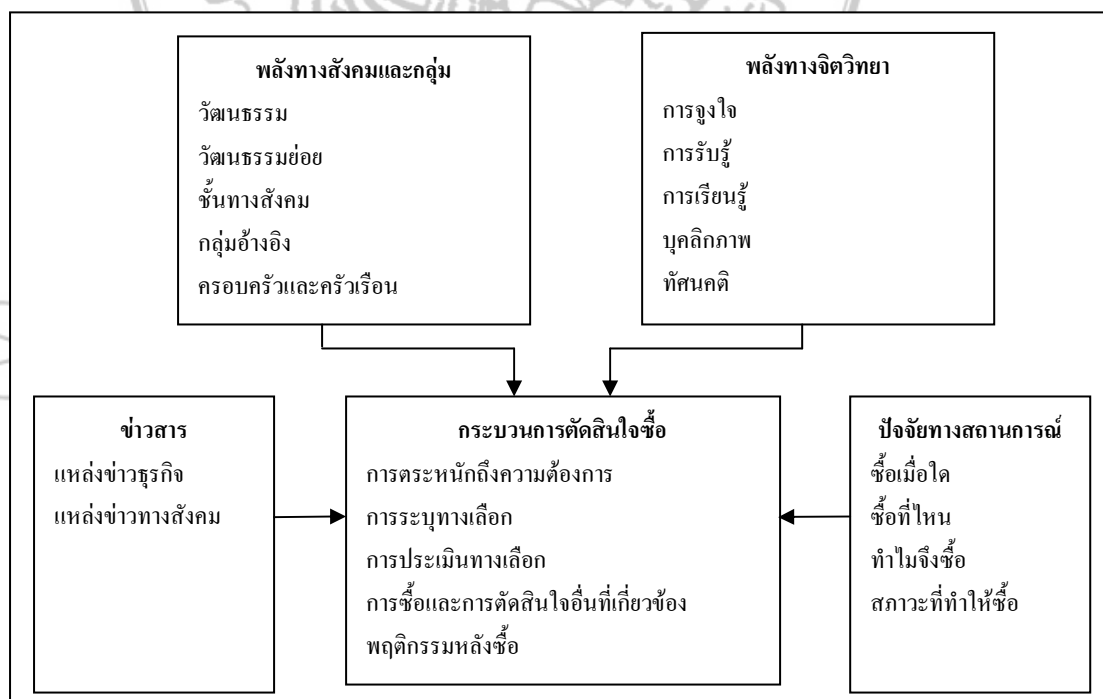 พลังทางสังคมและกลุ่ม
วัฒนธรรม
วัฒนธรรมย่อย
ชั้นทางสังคม
กลุ่มอ้างอิง
ครอบครัวและครัวเรือน
พลังทางจิตวิทยา
การจูงใจ
การรับรู้
การเรียนรู้
บุคลิกภาพ
ทัศนคติ
ข่าวสาร
แหล่งข่าวธุรกิจ
แหล่งข่าวทางสังคม
กระบวนการตัดสินใจซื้อ
การตระหนักถึงความต้องการ
การระบุทางเลือก
การประเมินทางเลือก
การซื้อและการตัดสินใจอื่นที่เกี่ยวข้อง
พฤติกรรมหลังซื้อ
ปัจจัยทางสถานการณ์
ซื้อเมื่อใด
ซื้อที่ไหน
ทำไมจึงซื้อ
สภาวะที่ทำให้ซื้อ